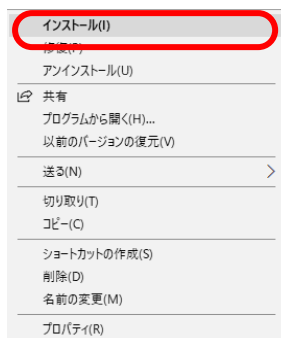 インストール(I)
修復(P)
アンインストール(U)
共有
プログラムから開く(H)...
以前のバージョンの復元(V)
送る(N)
切り取り(T)
コピー(C)
ショートカットの作成(S)
削除(D)
名前の変更(M)
プロパティ(R)